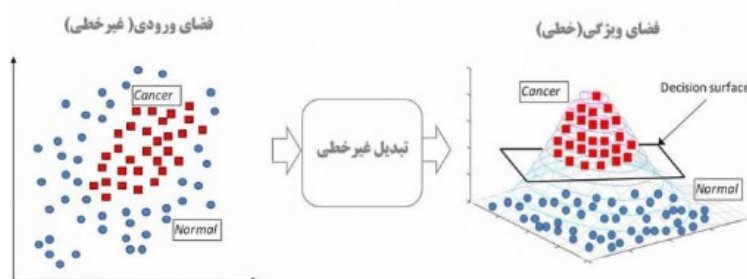 فضای ورودی( غیرخطی)
فضای ویژگی(خطی)
Cancer
Normal
تبدیل غیرخطی
Cancer
Decision surface
Normal